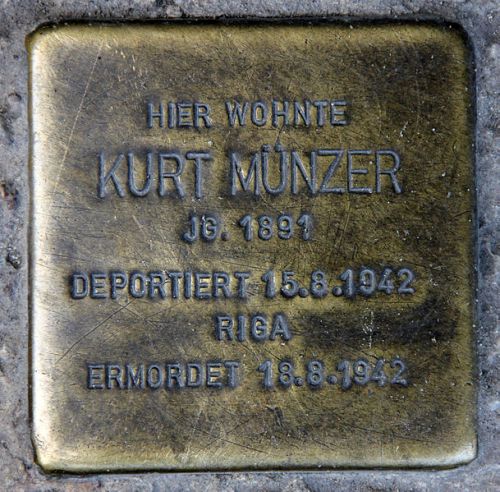 HIER WOHNTE
KURT MÜNZER
JG. 1891
DEPORTIERT 15.8.1942
RIGA
ERMORDET 18.8.1942